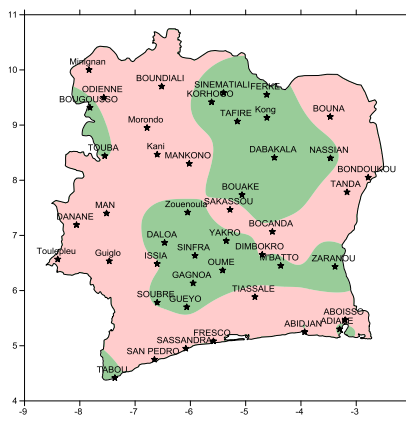 11
10
9
8
7
6
5
4
-9
-8
-7
-6
-5
-4
-3
Minignan
ODIENNE
BOUGOUSSO
BOUNDIALI
SINEMATIALI
FERKE
KORHOGO
TAFIRE
Kong
BOUNA
Morondo
TOUBA
Kani
MANKONO
DABAKALA
NASSIAN
BONDOUKOU
TANDA
BOUAKE
SAKASSOU
Zouenoula
MAN
DANANE
BOCANDA
DALOA
YAKRO
DIMBOKRO
Toulepleu
Guiglo
ISSIA
SINFRA
OUME
M'BATTO
ZARANOU
GAGNOA
SOUBRE
GUEYO
TIASSALE
ABOISSO
ADIAKE
ABIDJAN
FRESCO
SASSANDRA
SAN PEDRO
TABOU